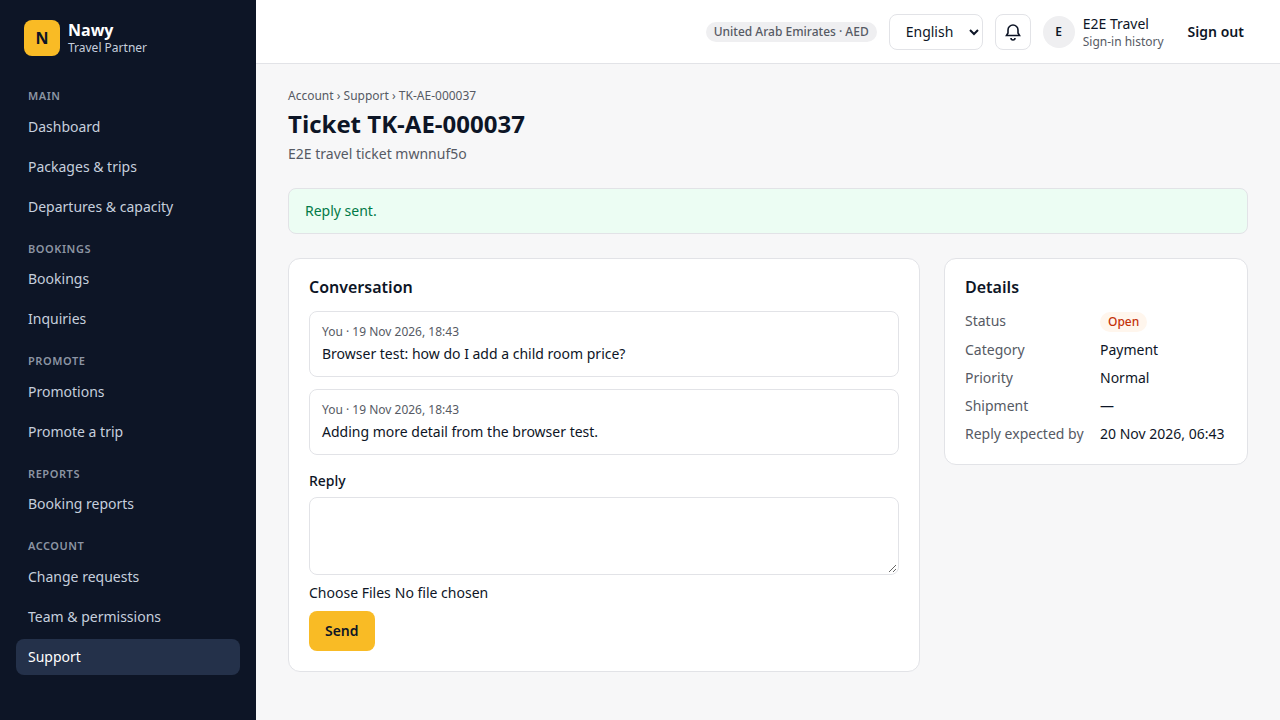 N
Nawy
Travel Partner
MAIN
Dashboard
Packages & trips
Departures & capacity
BOOKINGS
Bookings
Inquiries
PROMOTE
Promotions
Promote a trip
REPORTS
Booking reports
ACCOUNT
Change requests
Team & permissions
Support
United Arab Emirates · AED
English
E
E2E Travel
Sign-in history
Sign out
Account › Support › TK-AE-000037
Ticket TK-AE-000037
E2E travel ticket mwnnuf5o
Reply sent.
Conversation
You · 19 Nov 2026, 18:43
Browser test: how do I add a child room price?
You · 19 Nov 2026, 18:43
Adding more detail from the browser test.
Reply
Choose Files No file chosen
Send
Details
Status Open
Category Payment
Priority Normal
Shipment —
Reply expected by 20 Nov 2026, 06:43